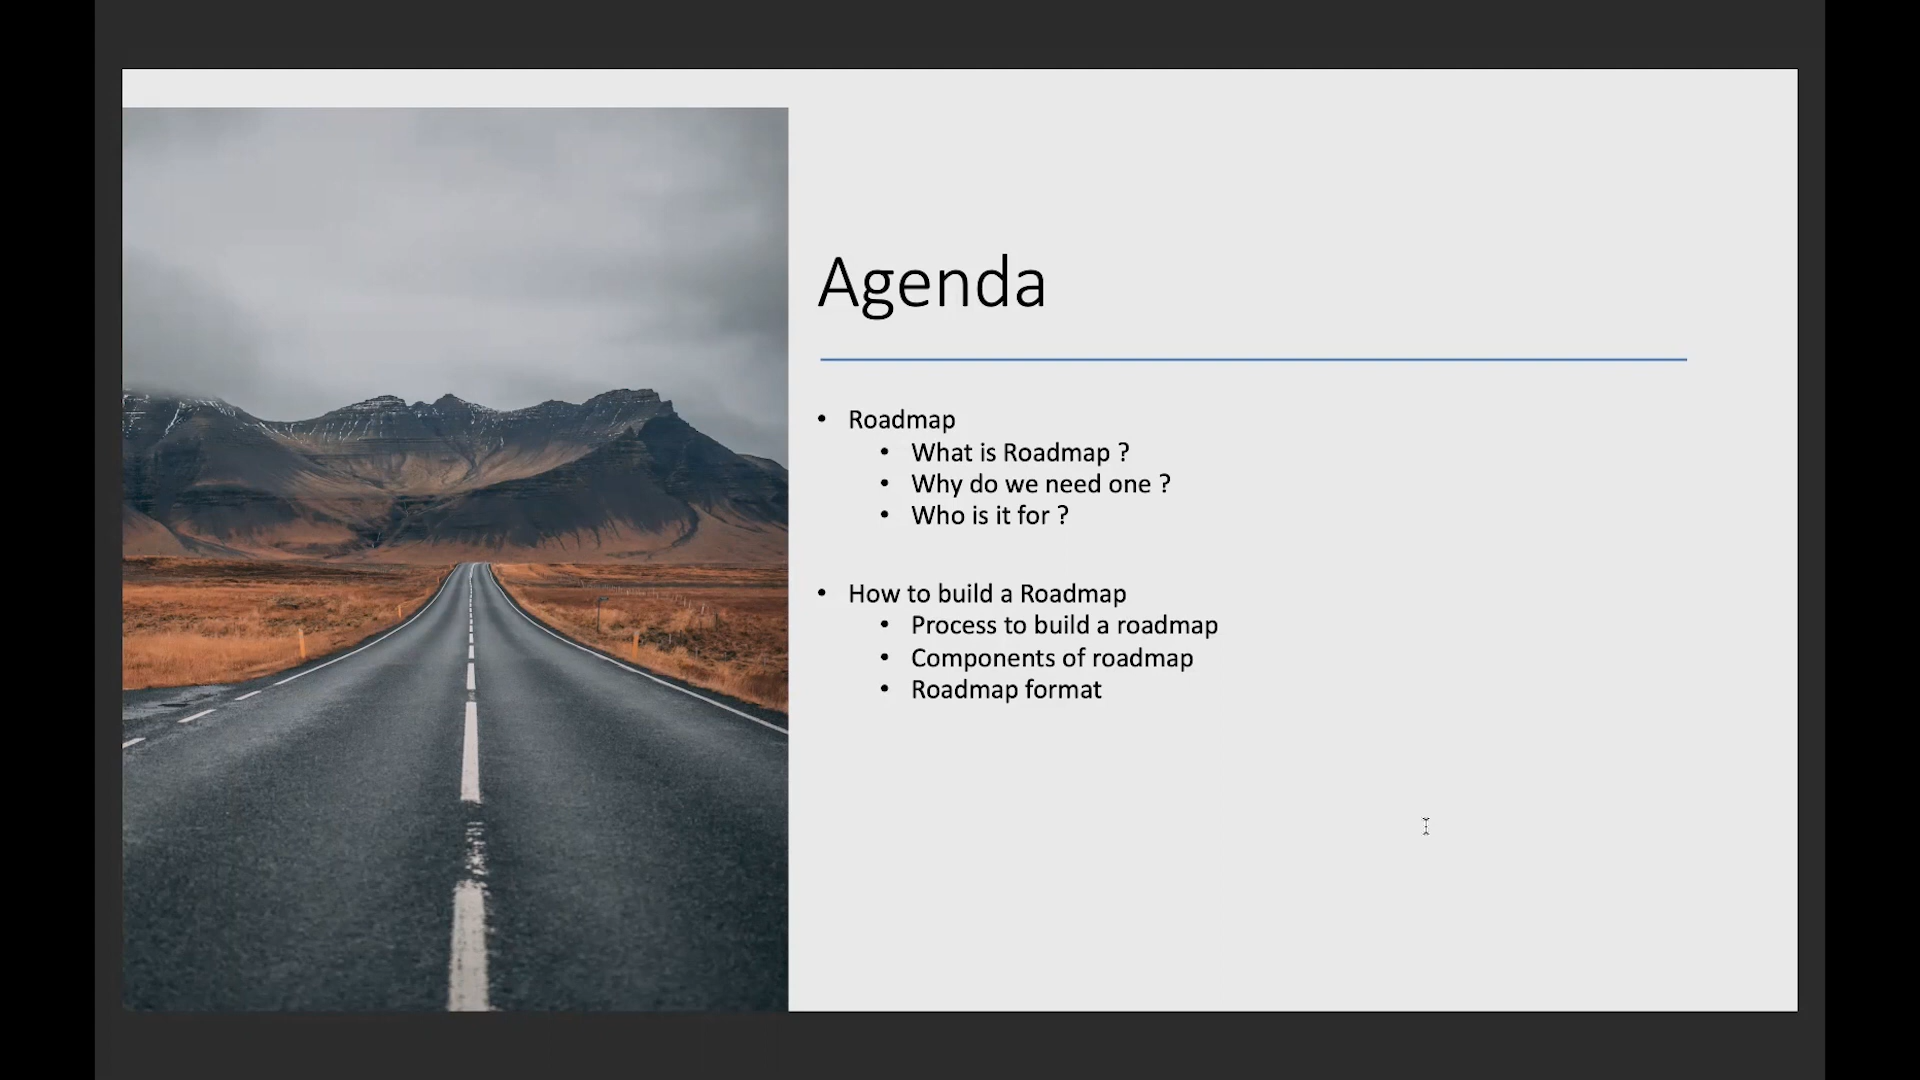 Agenda
• Roadmap
• What is Roadmap ?
• Why do we need one ?
• Who is it for ?
• How to build a Roadmap
• Process to build a roadmap
• Components of roadmap
• Roadmap format